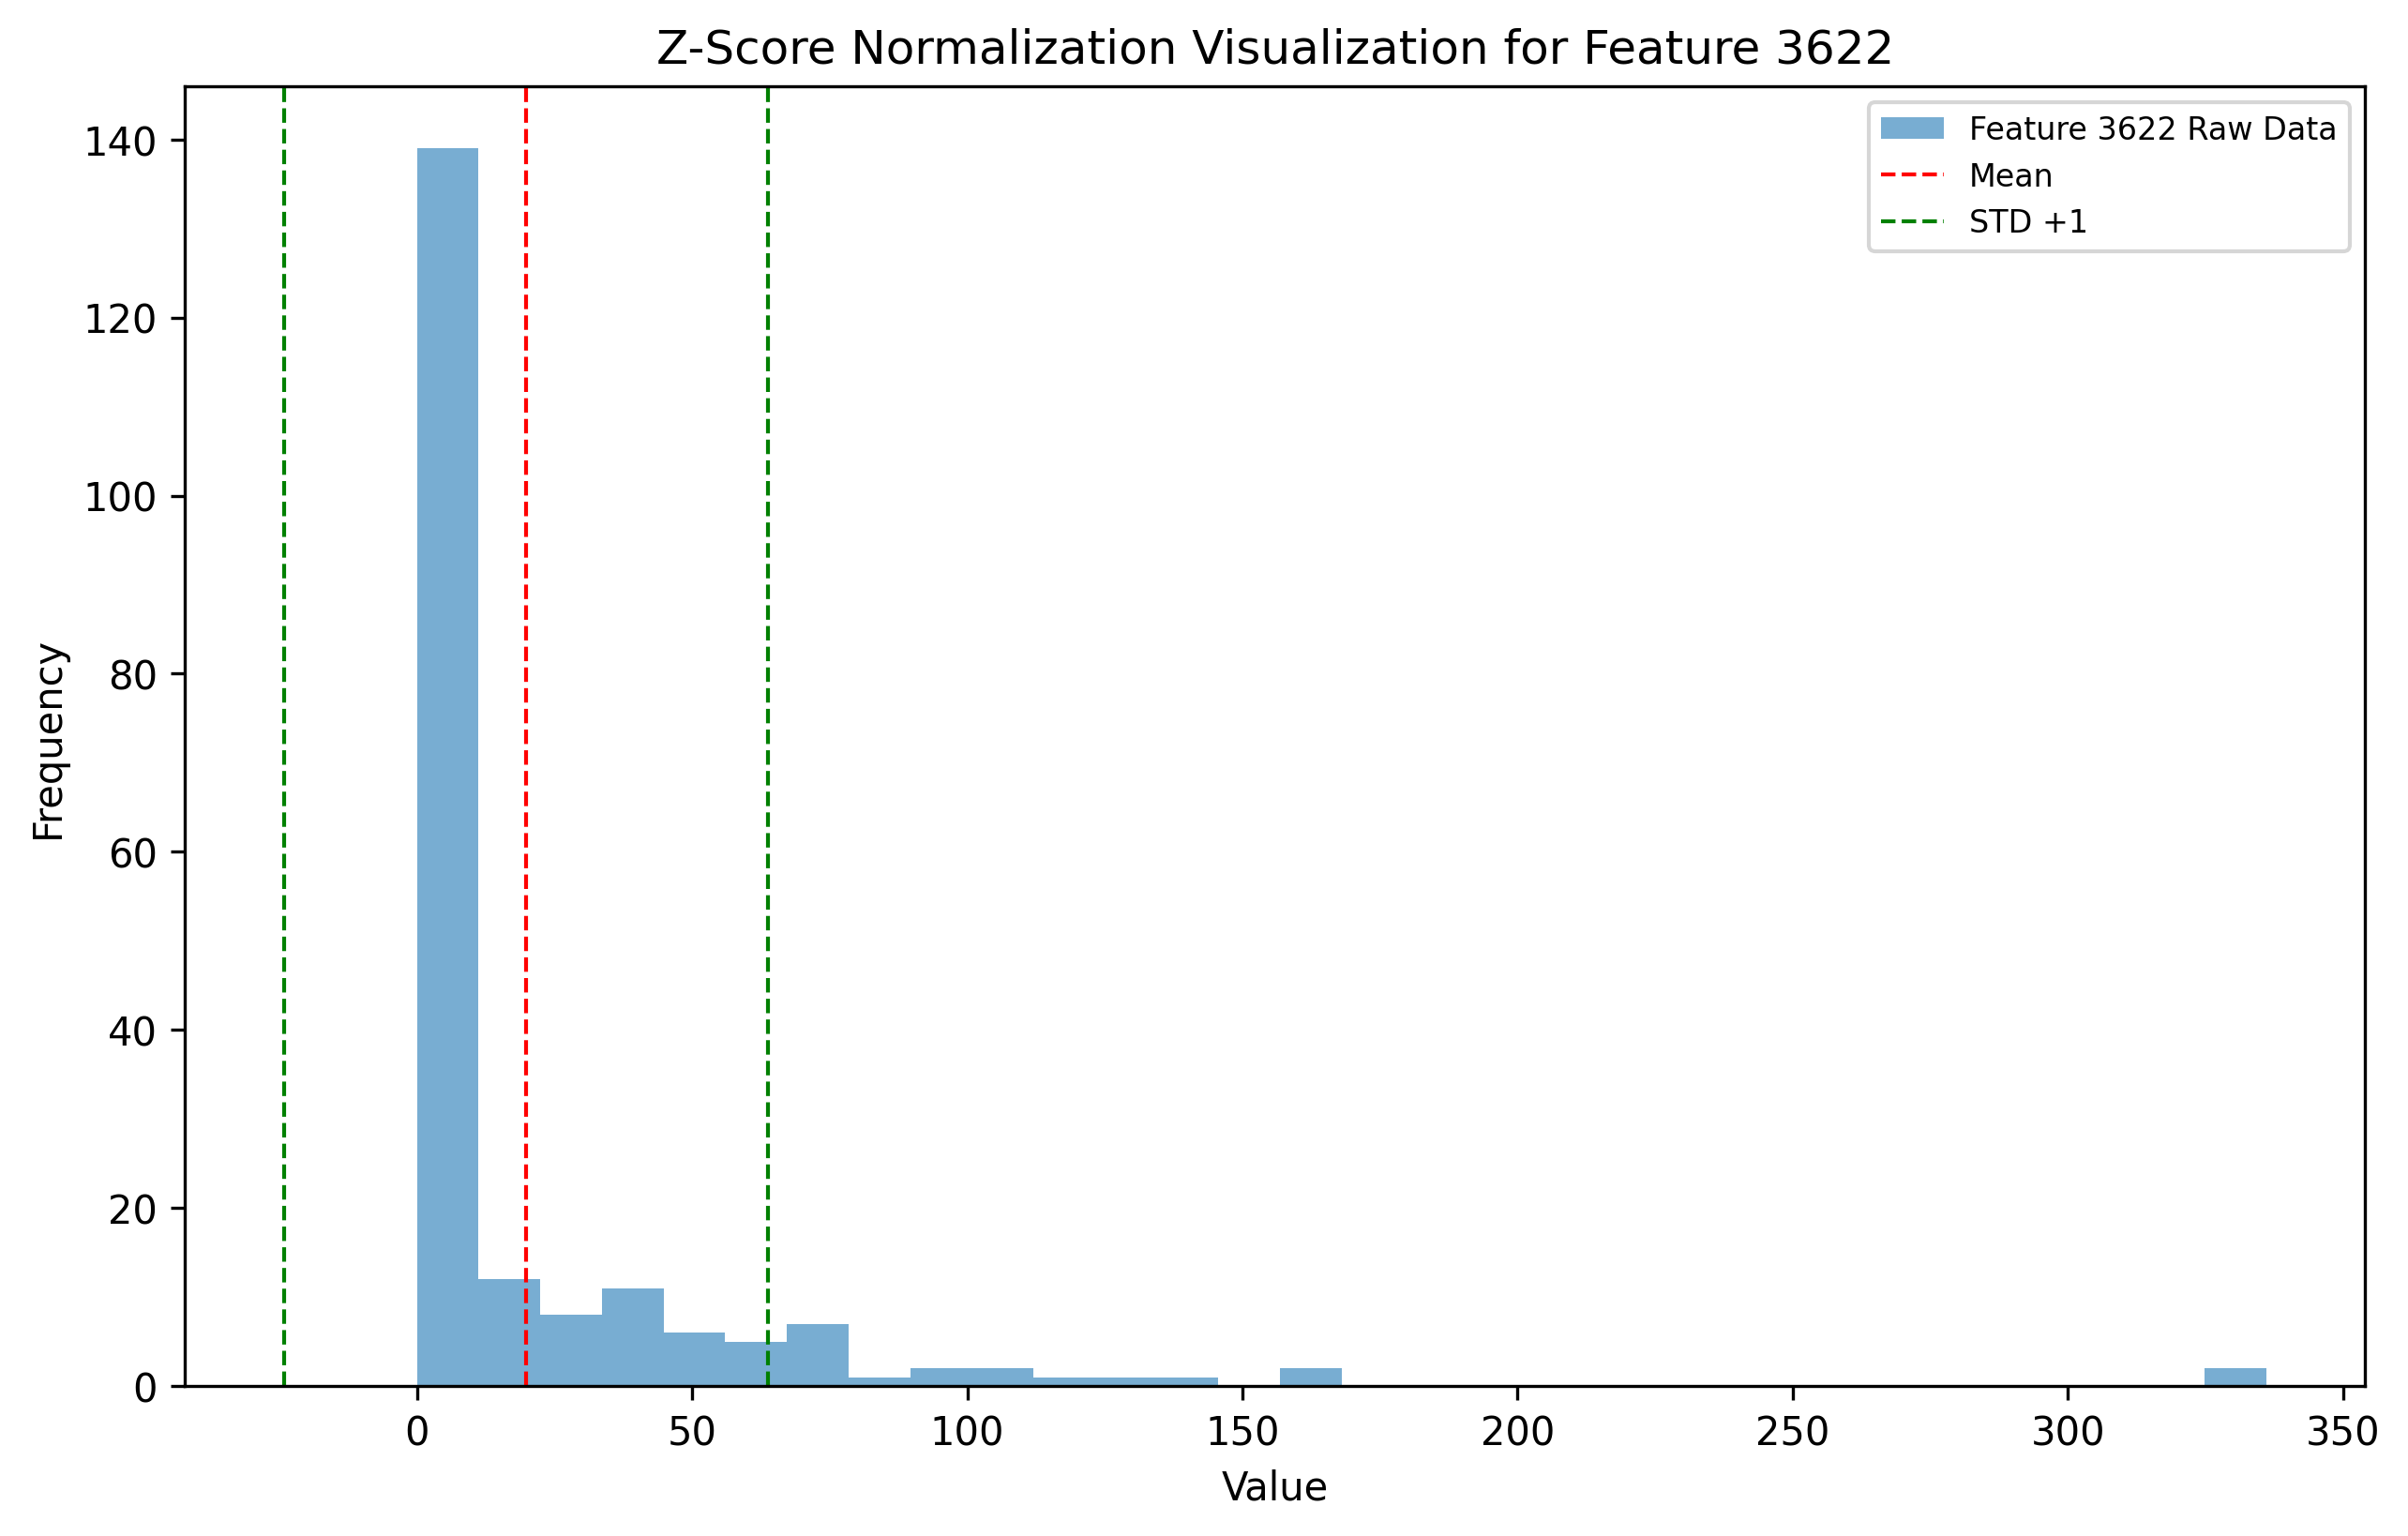 Z-Score Normalization Visualization for Feature 3622
Feature 3622 Raw Data
Mean
STD +1
140
120
100
80
60
40
20
0
Frequency
0 50 100 150 200 250 300 350
Value